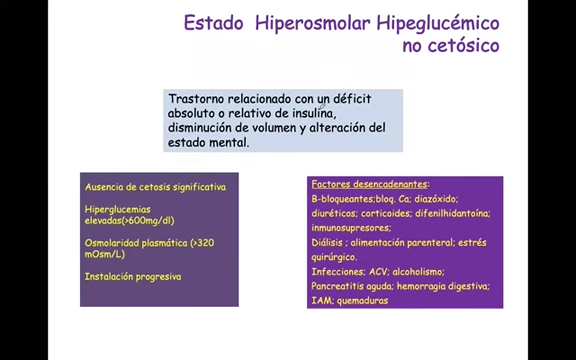 Estado Hiperosmolar Hipeglucémico
no cetósico
Trastorno relacionado con un déficit
absoluto o relativo de insulina,
disminución de volumen y alteración del
estado mental.
Ausencia de cetosis significativa
Hiperglucemias
elevadas(>600mg/dl)
Osmolaridad plasmática (>320
mOsm/L)
Instalación progresiva
Factores desencadenantes:
B-bloqueantes;bloq. Ca; diazóxido;
diuréticos; corticoides; difenilhidantoína;
inmunosupresores;
Diálisis ; alimentación parenteral; estrés
quirúrgico.
Infecciones; ACV; alcoholismo;
Pancreatitis aguda; hemorragia digestiva;
IAM; quemaduras